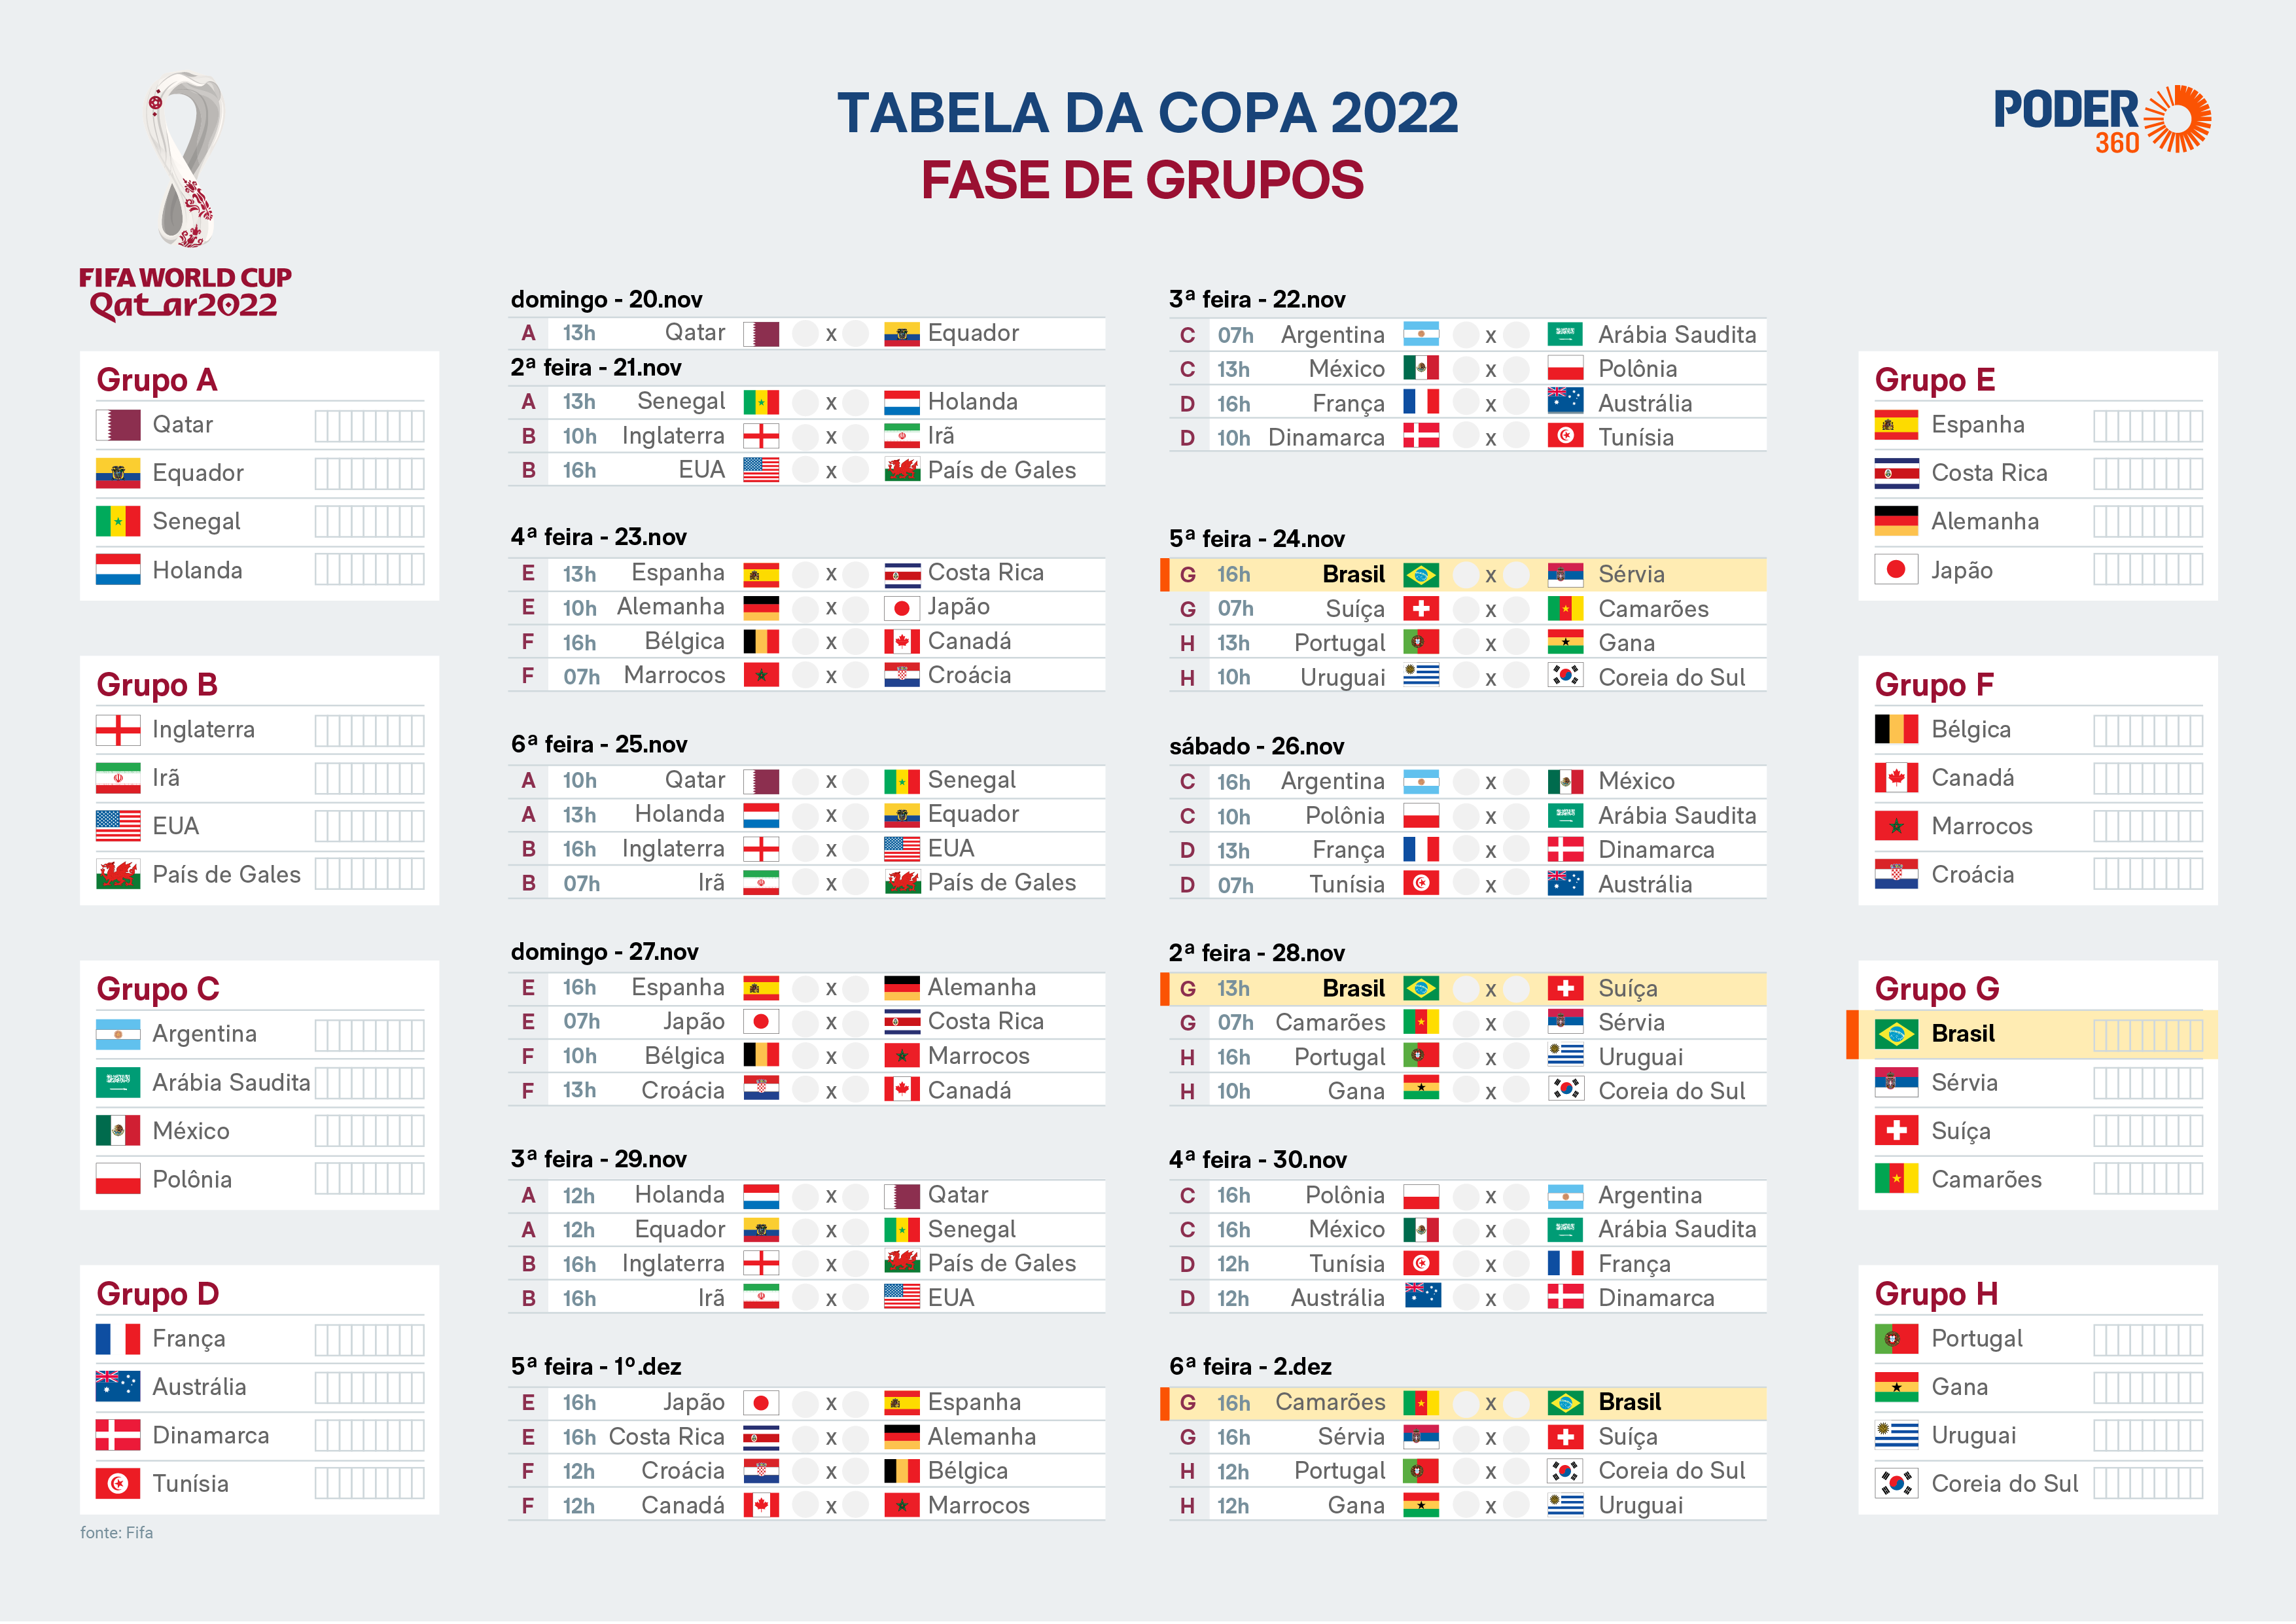 TABELA DA COPA 2022
FASE DE GRUPOS
PODER
360
FIFA WORLD CUP
Qatar2022
Grupo A
Qatar
Equador
Senegal
Holanda
Grupo B
Inglaterra
Irã
EUA
País de Gales
Grupo C
Argentina
Arábia Saudita
México
Polônia
Grupo D
França
Austrália
Dinamarca
Tunísia
fonte: Fifa
domingo - 20.nov
A 13h Qatar x Equador
2ª feira - 21.nov
A 13h Senegal x Holanda
B 10h Inglaterra x Irã
B 16h EUA x País de Gales
4ª feira - 23.nov
E 13h Espanha x Costa Rica
E 10h Alemanha x Japão
F 16h Bélgica x Canadá
F 07h Marrocos x Croácia
6ª feira - 25.nov
A 10h Qatar x Senegal
A 13h Holanda x Equador
B 16h Inglaterra x EUA
B 07h Irã x País de Gales
domingo - 27.nov
E 16h Espanha x Alemanha
E 07h Japão x Costa Rica
F 10h Bélgica x Marrocos
F 13h Croácia x Canadá
3ª feira - 29.nov
A 12h Holanda x Qatar
A 12h Equador x Senegal
B 16h Inglaterra x País de Gales
B 16h Irã x EUA
5ª feira - 1º.dez
E 16h Japão x Espanha
E 16h Costa Rica x Alemanha
F 12h Croácia x Bélgica
F 12h Canadá x Marrocos
3ª feira - 22.nov
C 07h Argentina x Arábia Saudita
C 13h México x Polônia
D 16h França x Austrália
D 10h Dinamarca x Tunísia
5ª feira - 24.nov
G 16h Brasil x Sérvia
G 07h Suíça x Camarões
H 13h Portugal x Gana
H 10h Uruguai x Coreia do Sul
sábado - 26.nov
C 16h Argentina x México
C 10h Polônia x Arábia Saudita
D 13h França x Dinamarca
D 07h Tunísia x Austrália
2ª feira - 28.nov
G 13h Brasil x Suíça
G 07h Camarões x Sérvia
H 16h Portugal x Uruguai
H 10h Gana x Coreia do Sul
4ª feira - 30.nov
C 16h Polônia x Argentina
C 16h México x Arábia Saudita
D 12h Tunísia x França
D 12h Austrália x Dinamarca
6ª feira - 2.dez
G 16h Camarões x Brasil
G 16h Sérvia x Suíça
H 12h Portugal x Coreia do Sul
H 12h Gana x Uruguai
Grupo E
Espanha
Costa Rica
Alemanha
Japão
Grupo F
Bélgica
Canadá
Marrocos
Croácia
Grupo G
Brasil
Sérvia
Suíça
Camarões
Grupo H
Portugal
Gana
Uruguai
Coreia do Sul